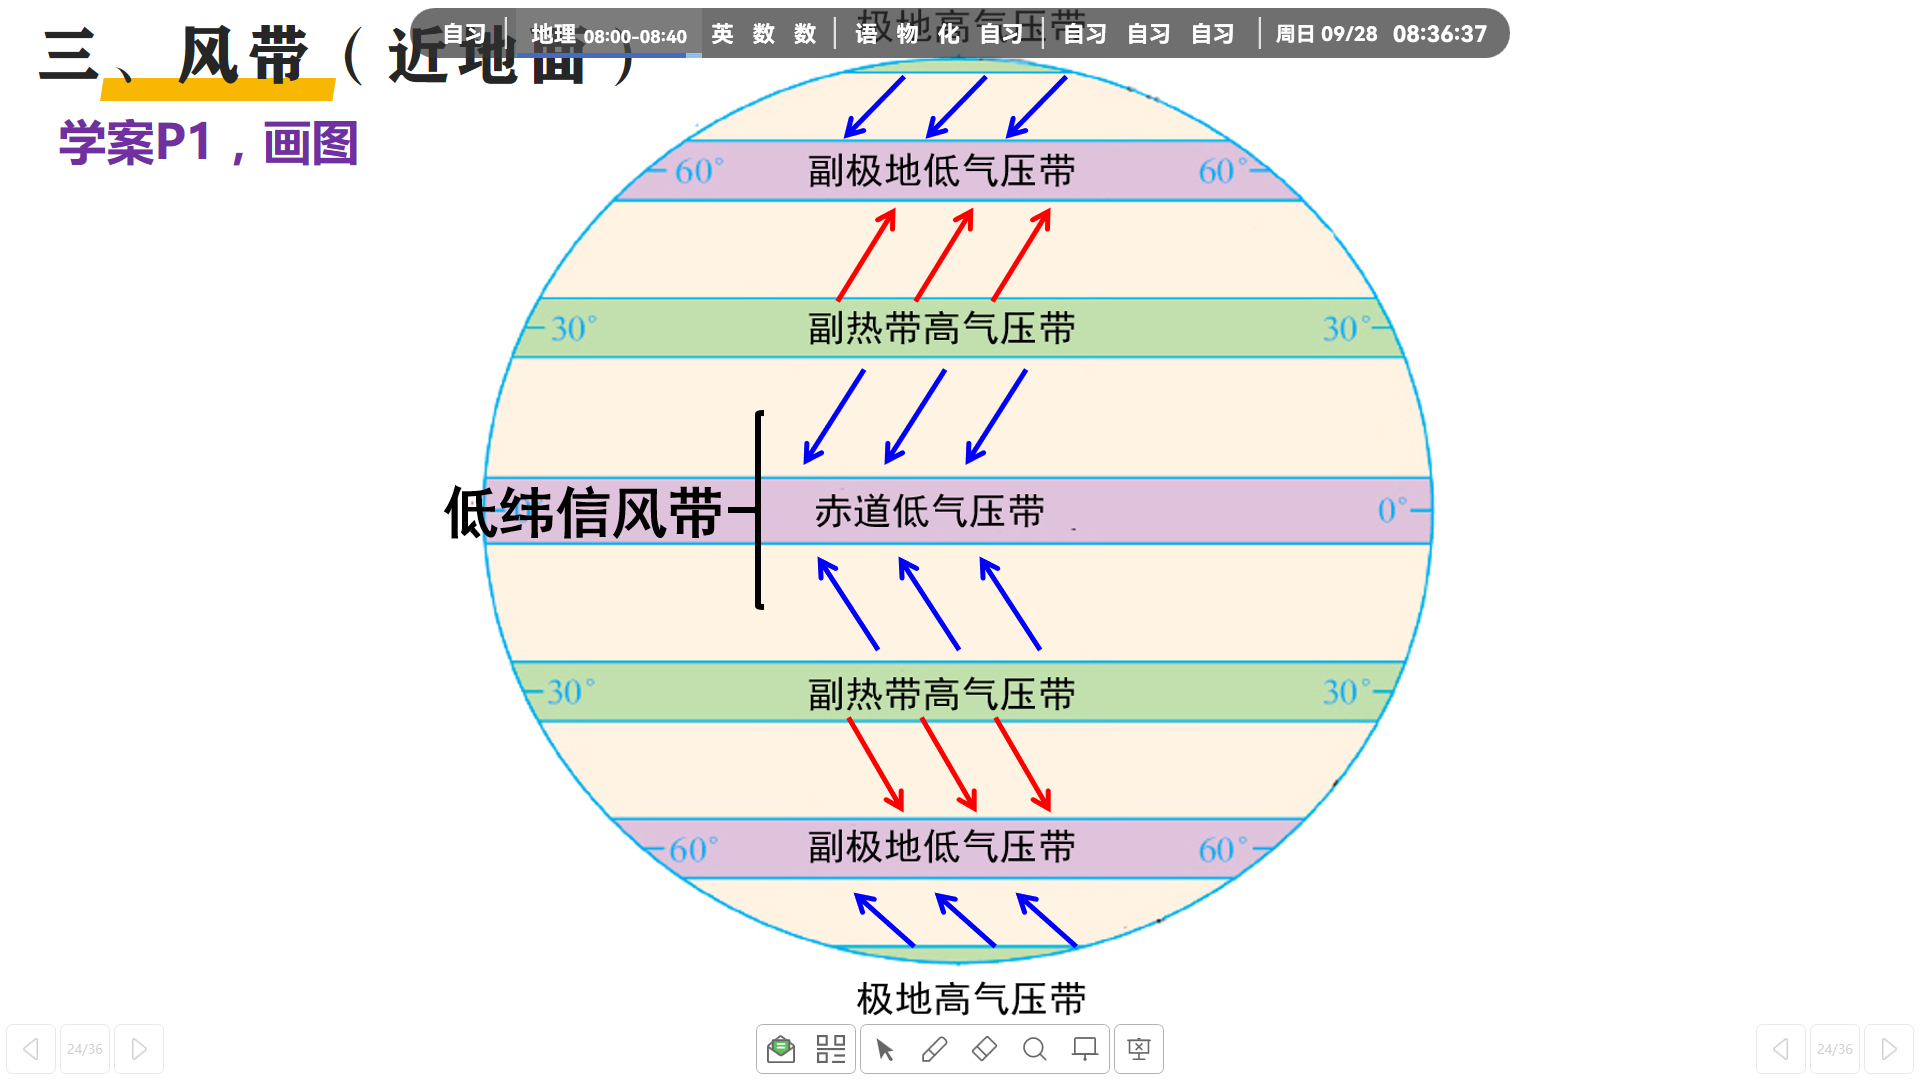 自习 地理 08:00-08:40 英 数 数 语 物 化 自习 自习 自习 自习 周日 09/28 08:36:37
极地高气压带
三、风带（近地面）
学案P1，画图
60° 副极地低气压带 60°
30° 副热带高气压带 30°
低纬信风带 0° 赤道低气压带 0°
30° 副热带高气压带 30°
60° 副极地低气压带 60°
极地高气压带
24/36 24/36